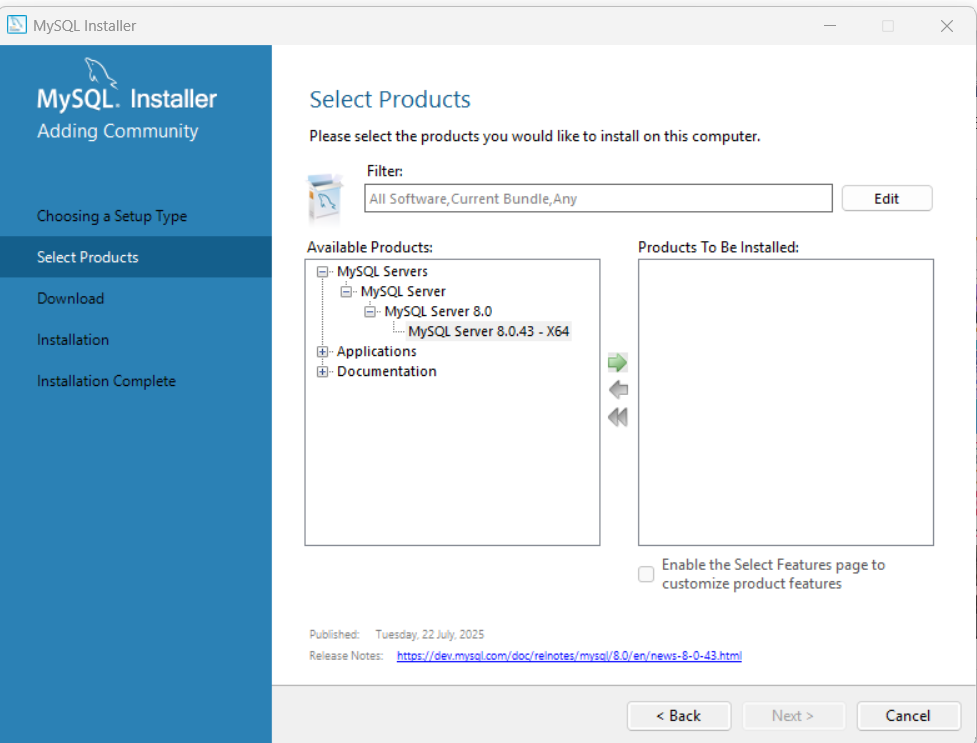 MySQL Installer
MySQL. Installer
Adding Community
Choosing a Setup Type
Select Products
Download
Installation
Installation Complete
Select Products
Please select the products you would like to install on this computer.
Filter:
All Software,Current Bundle,Any
Edit
Available Products:
MySQL Servers
MySQL Server
MySQL Server 8.0
MySQL Server 8.0.43 - X64
Applications
Documentation
Products To Be Installed:
Enable the Select Features page to
customize product features
Published: Tuesday, 22 July, 2025
Release Notes: https://dev.mysql.com/doc/relnotes/mysql/8.0/en/news-8-0-43.html
< Back
Next >
Cancel